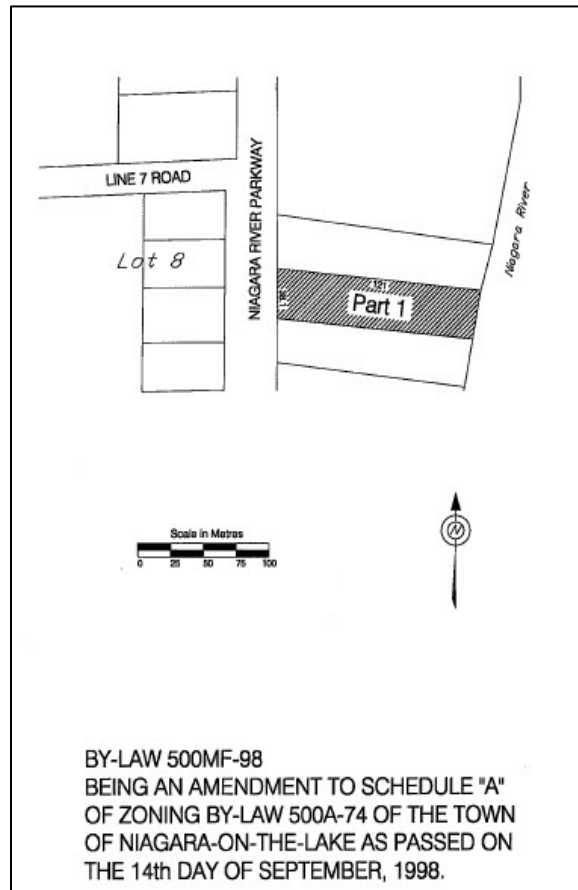 LINE 7 ROAD
NIAGARA RIVER PARKWAY
Niagara River
Lot 8
121
Part 1
Scale in Metres
0 25 50 75 100
N
BY-LAW 500MF-98
BEING AN AMENDMENT TO SCHEDULE "A"
OF ZONING BY-LAW 500A-74 OF THE TOWN
OF NIAGARA-ON-THE-LAKE AS PASSED ON
THE 14th DAY OF SEPTEMBER, 1998.